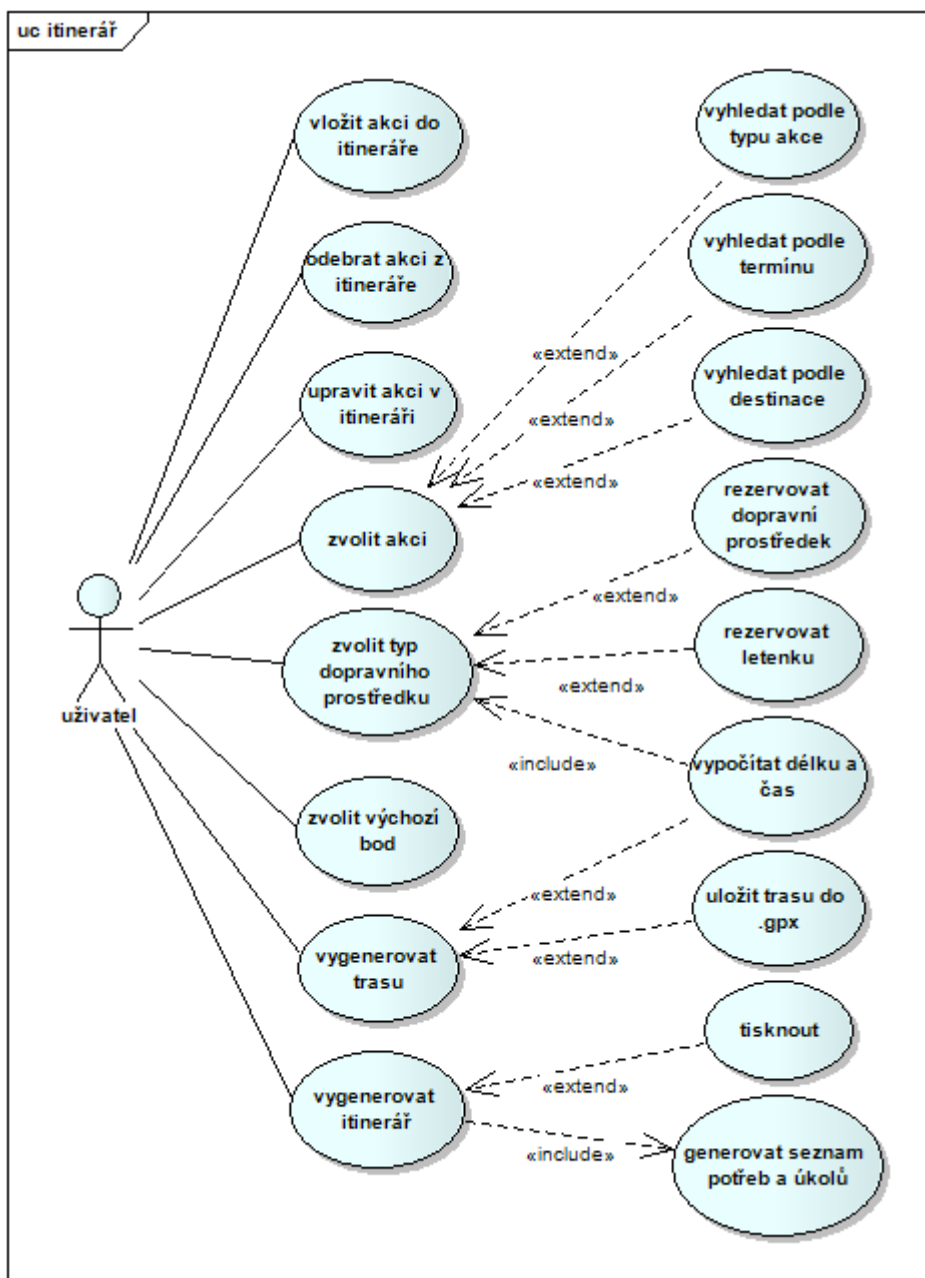 uc itinerář
vložit akci do
itineráře
odebrat akci z
itineráře
upravit akci v
itineráři
zvolit akci
zvolit typ
dopravního
prostředku
zvolit výchozí
bod
vygenerovat
trasu
vygenerovat
itinerář
uživatel
vyhledat podle
typu akce
vyhledat podle
termínu
vyhledat podle
destinace
rezervovat
dopravní
prostředek
rezervovat
letenku
vypočítat délku a
čas
uložit trasu do
.gpx
tisknout
generovat seznam
potřeb a úkolů
«extend»
«extend»
«extend»
«extend»
«extend»
«include»
«extend»
«extend»
«extend»
«include»